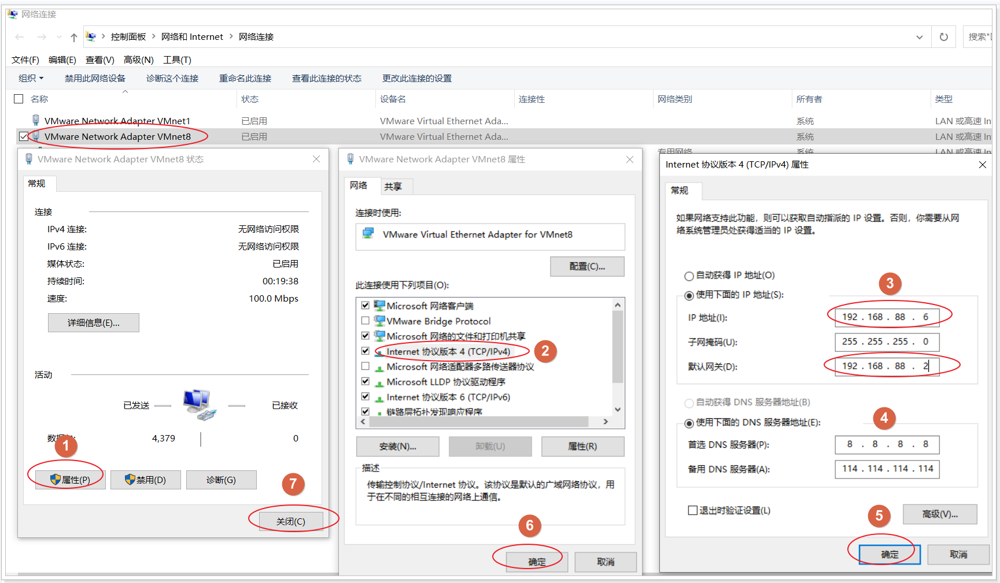 网络连接
控制面板 > 网络和 Internet > 网络连接
搜索"
文件(F) 编辑(E) 查看(V) 高级(N) 工具(T)
组织 禁用此网络设备 诊断这个连接 重命名此连接 查看此连接的状态 更改此连接的设置
名称 状态 设备名 连接性 网络类别 所有者 类型
VMware Network Adapter VMnet1 已启用 VMware Virtual Ethernet Ada... 系统 LAN 或高速 In
VMware Network Adapter VMnet8 已启用 VMware Virtual Ethernet Ada... 系统 LAN 或高速 In
专用网络 系统 LAN 或高速 In
VMware Network Adapter VMnet8 状态
常规
连接
IPv4 连接: 无网络访问权限
IPv6 连接: 无网络访问权限
媒体状态: 已启用
持续时间: 00:19:38
速度: 100.0 Mbps
详细信息(E)...
活动
已发送 已接收
4,379 0
1
属性(P) 禁用(D) 诊断(G)
7
关闭(C)
VMware Network Adapter VMnet8 属性
网络 共享
连接时使用:
VMware Virtual Ethernet Adapter for VMnet8
配置(C)...
此连接使用下列项目(O):
Microsoft 网络客户端
VMware Bridge Protocol
Microsoft 网络的文件和打印机共享
Internet 协议版本 4 (TCP/IPv4)
2
Microsoft 网络适配器多路传送器协议
Microsoft LLDP 协议驱动程序
Internet 协议版本 6 (TCP/IPv6)
链路层拓扑发现响应程序
安装(N)... 卸载(U) 属性(R)
描述
传输控制协议/Internet 协议。该协议是默认的广域网络协议，用
于在不同的相互连接的网络上通信。
6
确定 取消
Internet 协议版本 4 (TCP/IPv4) 属性
常规
如果网络支持此功能，则可以获取自动指派的 IP 设置。否则，你需要从网
络系统管理员处获得适当的 IP 设置。
自动获得 IP 地址(O)
3
使用下面的 IP 地址(S):
IP 地址(I): 192 . 168 . 88 . 6
子网掩码(U): 255 . 255 . 255 . 0
默认网关(D): 192 . 168 . 88 . 2
自动获得 DNS 服务器地址(B)
4
使用下面的 DNS 服务器地址(E):
首选 DNS 服务器(P): 8 . 8 . 8 . 8
备用 DNS 服务器(A): 114 . 114 . 114 . 114
退出时验证设置(L)
5
高级(V)...
确定 取消